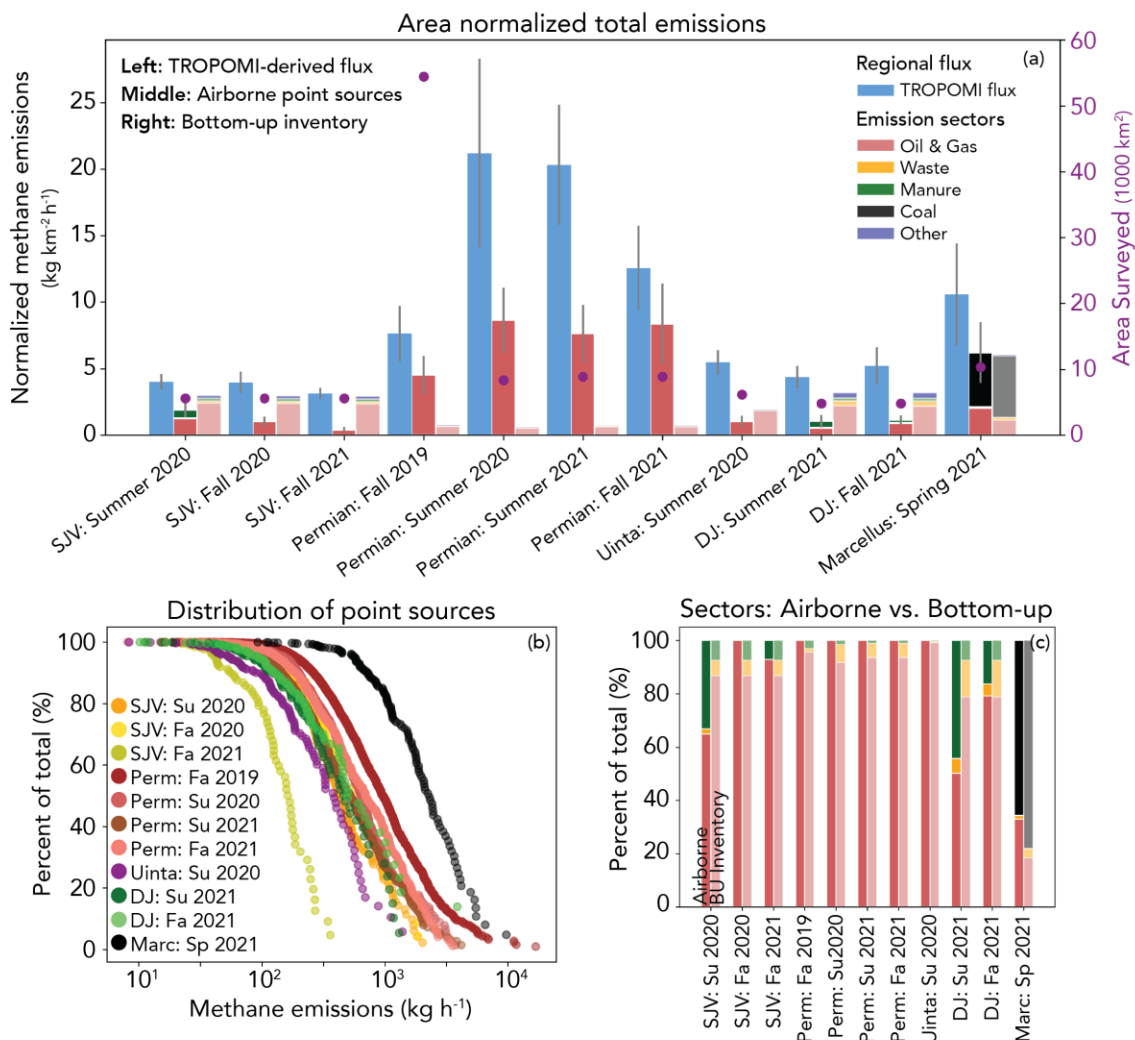 Area normalized total emissions
(a)
Left: TROPOMI-derived flux
Middle: Airborne point sources
Right: Bottom-up inventory
Regional flux
TROPOMI flux
Emission sectors
Oil & Gas
Waste
Manure
Coal
Other
Normalized methane emissions
(kg km-2 h-1)
25
20
15
10
5
0
Area Surveyed (1000 km2)
60
50
40
30
20
10
0
SJV: Summer 2020
SJV: Fall 2020
SJV: Fall 2021
Permian: Fall 2019
Permian: Summer 2020
Permian: Summer 2021
Permian: Fall 2021
Uinta: Summer 2020
DJ: Summer 2021
DJ: Fall 2021
Marcellus: Spring 2021
Distribution of point sources
(b)
Percent of total (%)
100
80
60
40
20
0
SJV: Su 2020
SJV: Fa 2020
SJV: Fa 2021
Perm: Fa 2019
Perm: Su 2020
Perm: Su 2021
Perm: Fa 2021
Uinta: Su 2020
DJ: Su 2021
DJ: Fa 2021
Marc: Sp 2021
10¹
10²
10³
10⁴
Methane emissions (kg h-1)
Sectors: Airborne vs. Bottom-up
(c)
Percent of total (%)
100
80
60
40
20
0
Airborne
BU Inventory
SJV: Su 2020
SJV: Fa 2020
SJV: Fa 2021
Perm: Fa 2019
Perm: Su2020
Perm: Su 2021
Perm: Fa 2021
Uinta: Su 2020
DJ: Su 2021
DJ: Fa 2021
Marc: Sp 2021